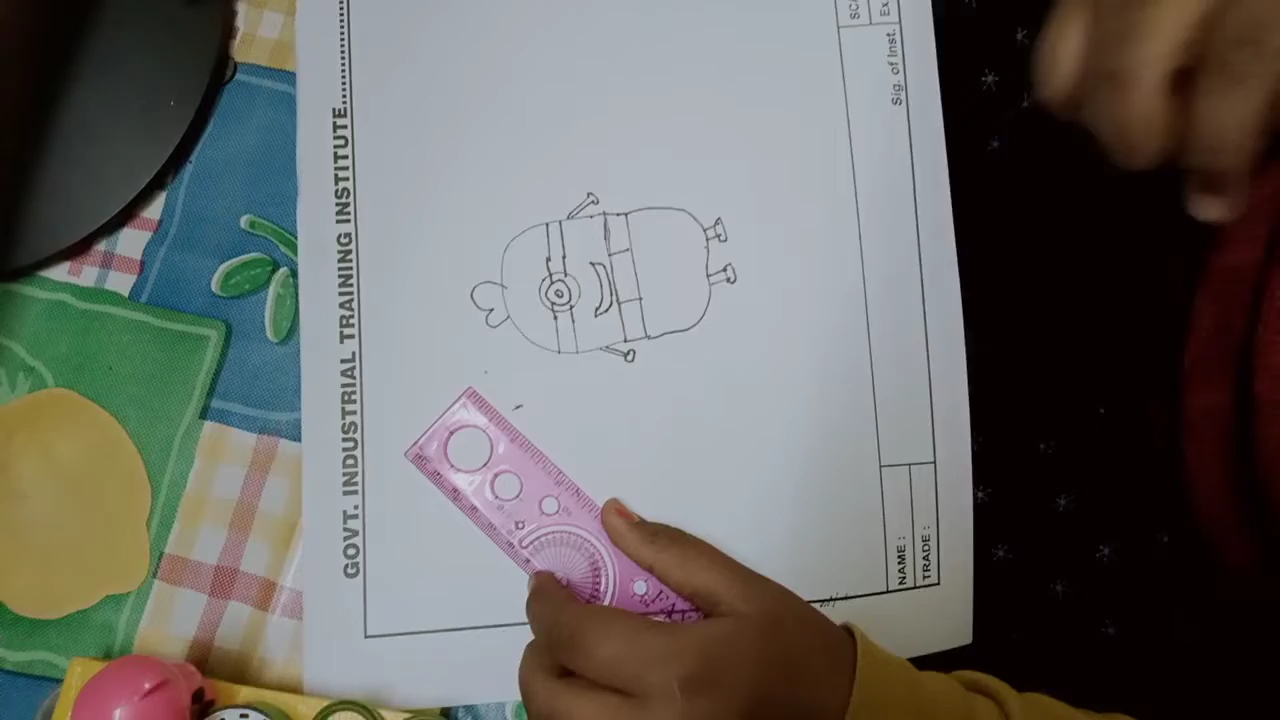 GOVT. INDUSTRIAL TRAINING INSTITUTE......................
Sig. of Inst.
NAME :
TRADE :